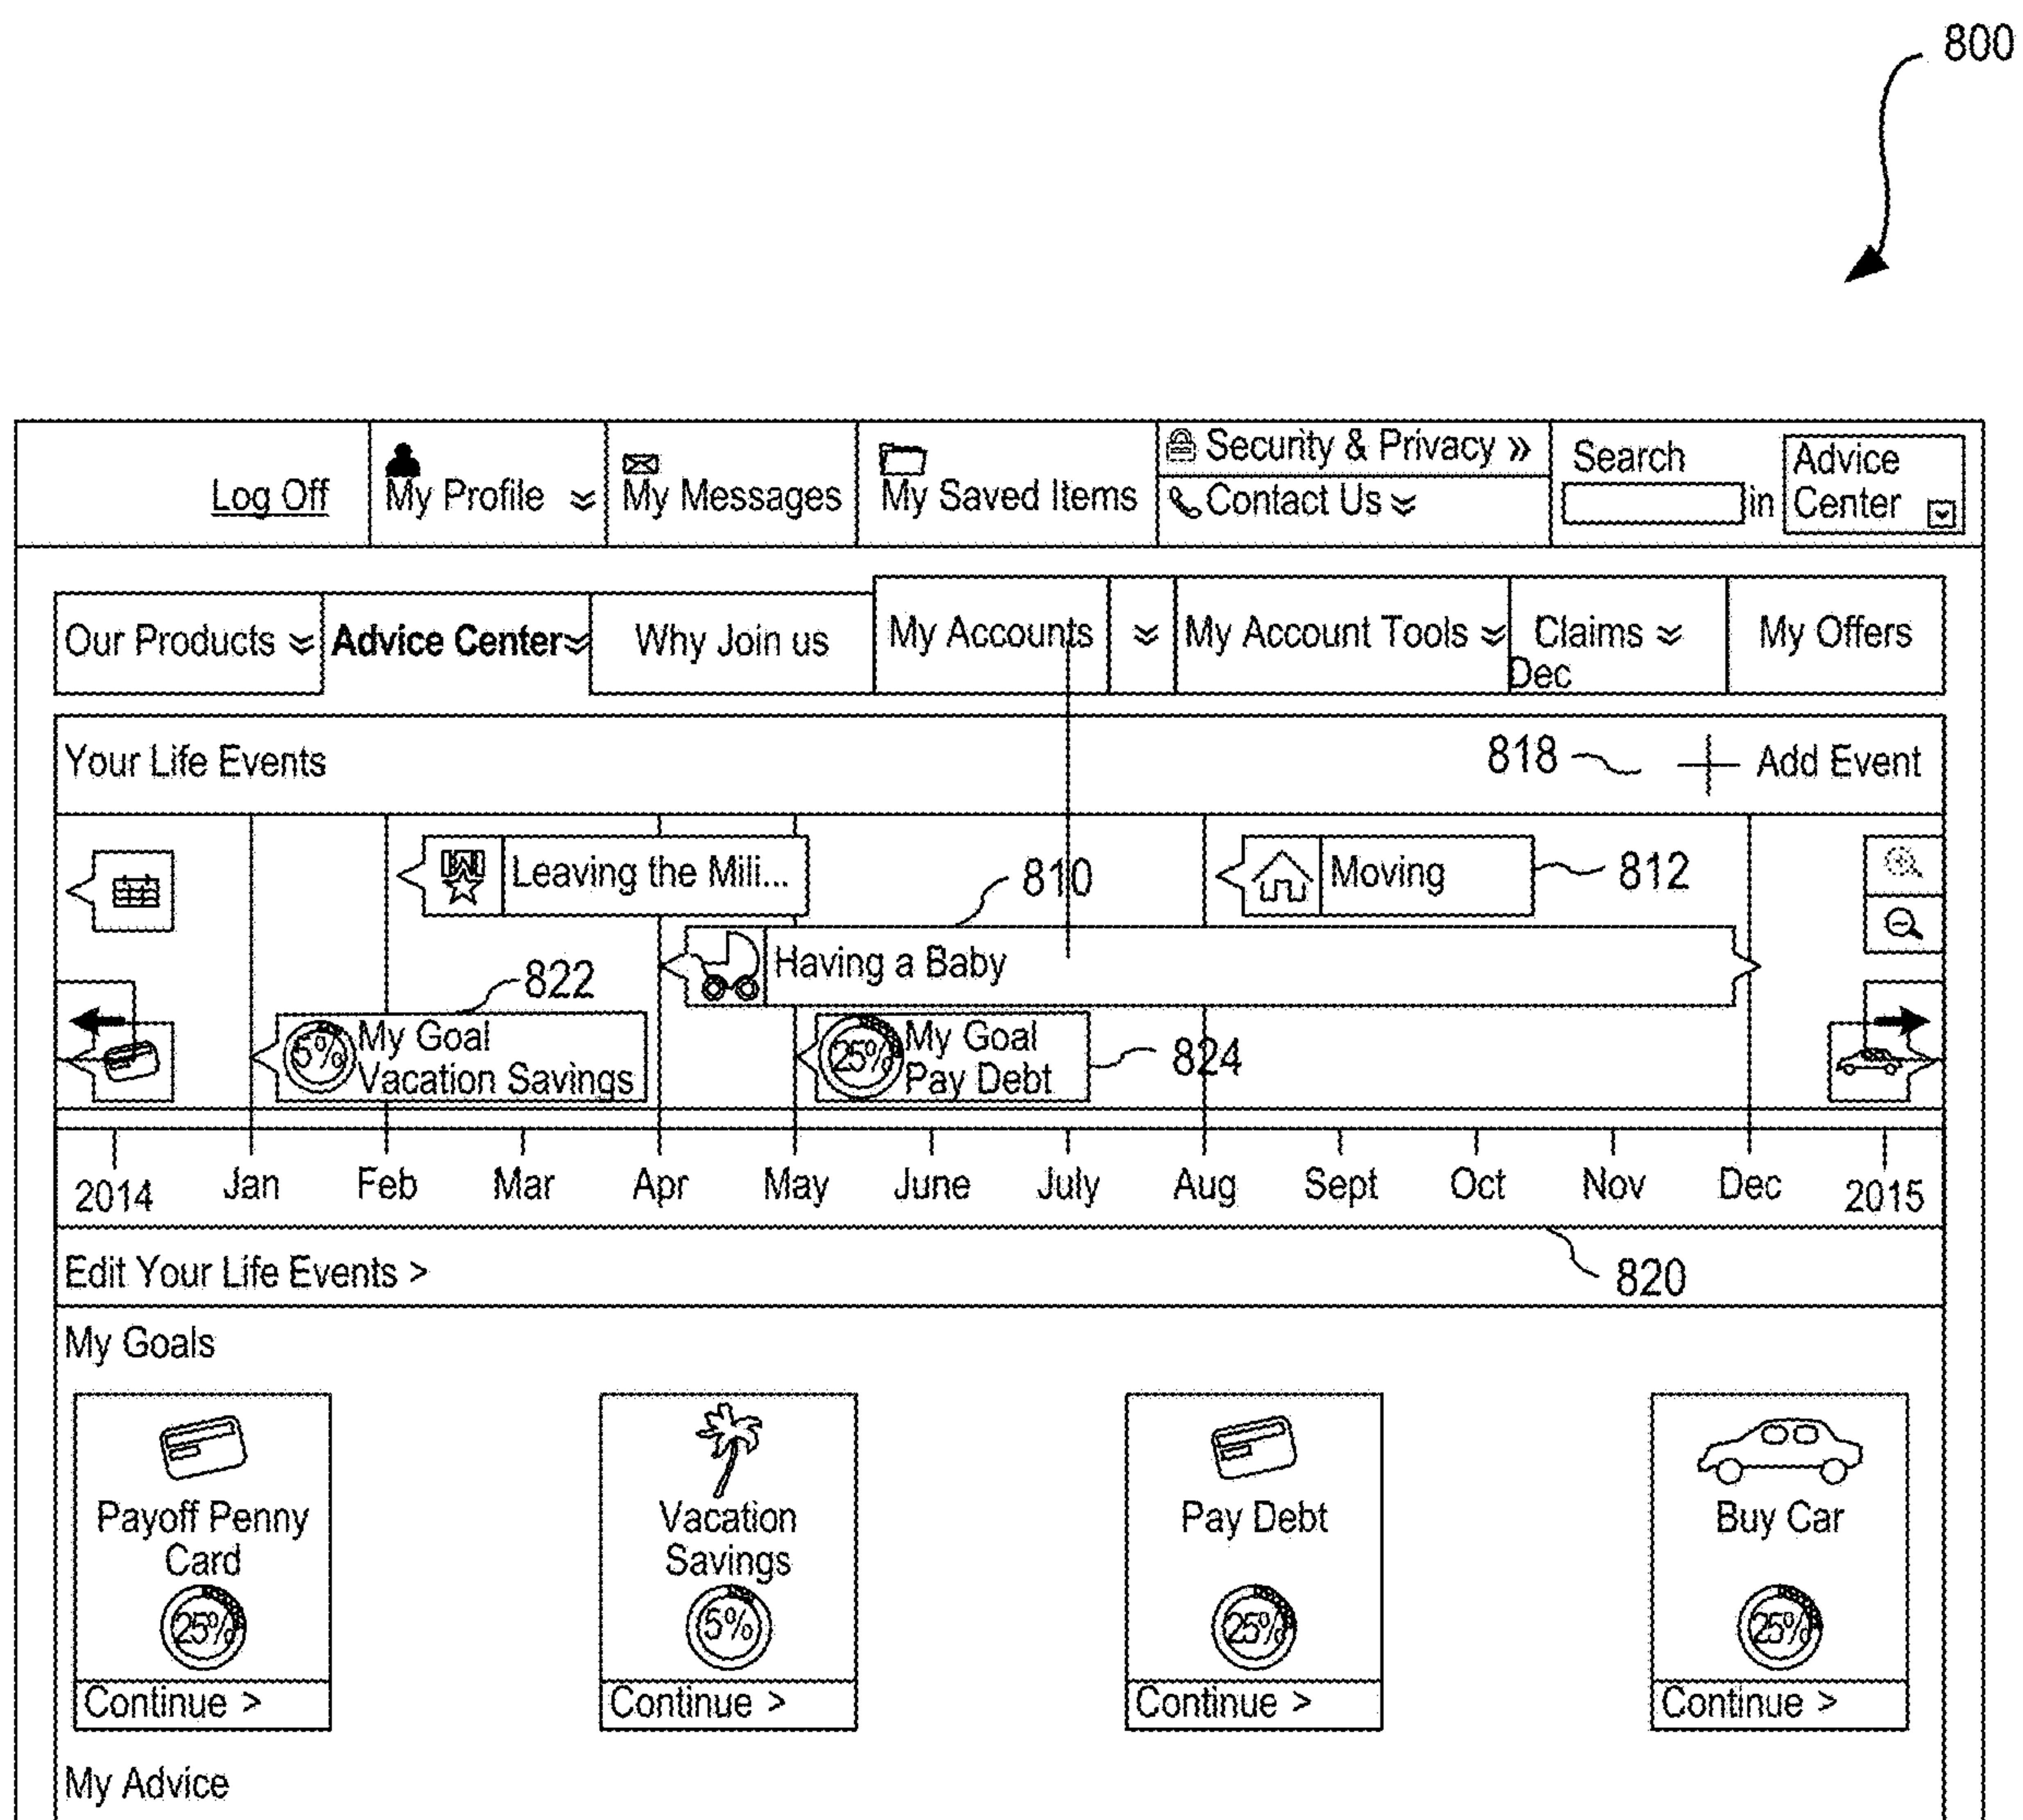 800
Log Off
My Profile
My Messages
My Saved Items
Security & Privacy »
Contact Us
Search
in
Advice
Center
Our Products
Advice Center
Why Join us
My Accounts
My Account Tools
Claims
Dec
My Offers
Your Life Events
818
Add Event
Leaving the Mili...
810
Moving
812
Having a Baby
822
5%
My Goal
Vacation Savings
25%
My Goal
Pay Debt
824
2014 Jan Feb Mar Apr May June July Aug Sept Oct Nov Dec 2015
Edit Your Life Events >
820
My Goals
Payoff Penny
Card
25%
Continue >
Vacation
Savings
5%
Continue >
Pay Debt
25%
Continue >
Buy Car
25%
Continue >
My Advice